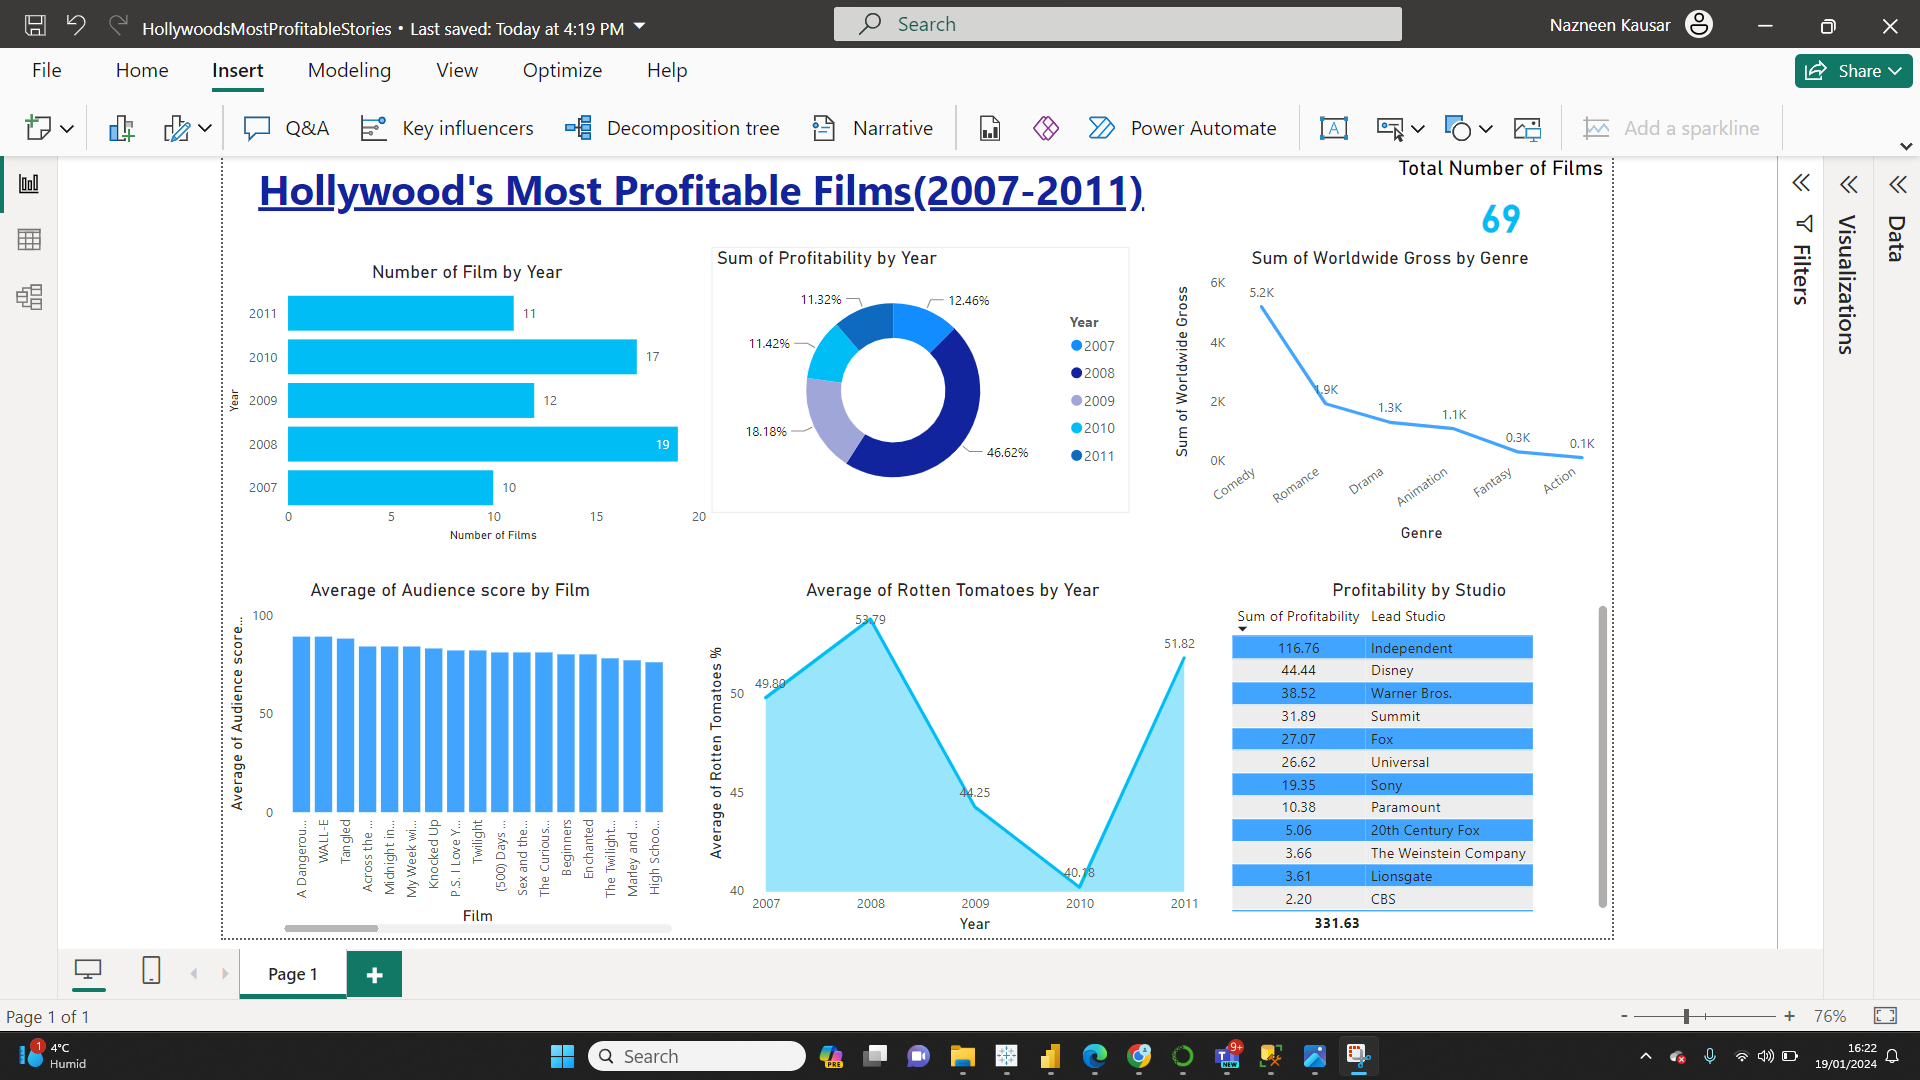 HollywoodsMostProfitableStories • Last saved: Today at 4:19 PM
Search
Nazneen Kausar
File Home Insert Modeling View Optimize Help
Share
Q&A Key influencers Decomposition tree Narrative Power Automate Add a sparkline
Hollywood's Most Profitable Films(2007-2011)
Total Number of Films
69
Number of Film by Year
Year
2011 11
2010 17
2009 12
2008 19
2007 10
0 5 10 15 20
Number of Films
Sum of Profitability by Year
11.32% 12.46%
11.42%
18.18%
46.62%
Year
2007
2008
2009
2010
2011
Sum of Worldwide Gross by Genre
Sum of Worldwide Gross
6K
4K
2K
0K
5.2K
1.9K
1.3K
1.1K
0.3K
0.1K
Comedy Romance Drama Animation Fantasy Action
Genre
Filters
Visualizations
Data
Average of Audience score by Film
Average of Audience score...
100
50
0
A Dangerou...
WALL-E
Tangled
Across the ...
Midnight in...
My Week wi...
Knocked Up
P.S. I Love Y...
Twilight
(500) Days ...
Sex and the...
The Curious...
Beginners
Enchanted
The Twilight...
Marley and ...
High Schoo...
Film
Average of Rotten Tomatoes by Year
Average of Rotten Tomatoes %
50
45
40
49.80
53.79
44.25
40.18
51.82
2007 2008 2009 2010 2011
Year
Profitability by Studio
Sum of Profitability Lead Studio
116.76 Independent
44.44 Disney
38.52 Warner Bros.
31.89 Summit
27.07 Fox
26.62 Universal
19.35 Sony
10.38 Paramount
5.06 20th Century Fox
3.66 The Weinstein Company
3.61 Lionsgate
2.20 CBS
331.63
Page 1
Page 1 of 1
- + 76%
1
4°C
Humid
Search
PRE
NEW
9+
16:22
19/01/2024